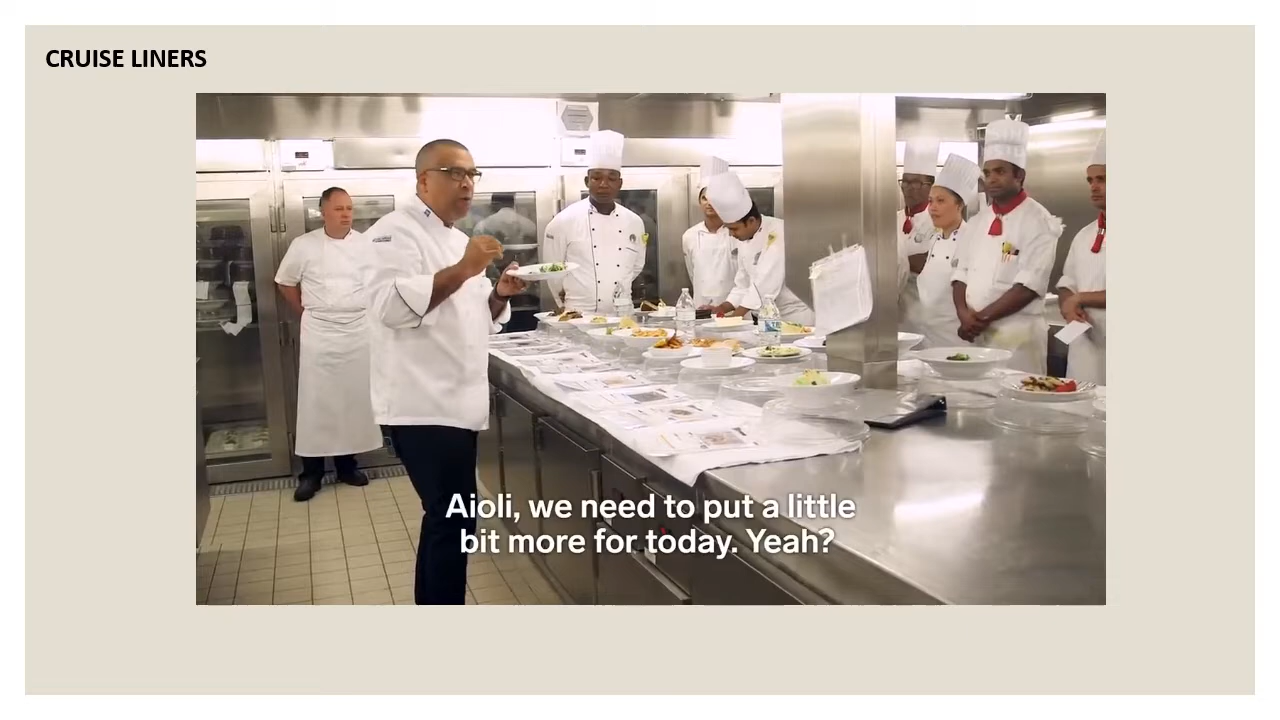 CRUISE LINERS
Aioli, we need to put a little
bit more for today. Yeah?